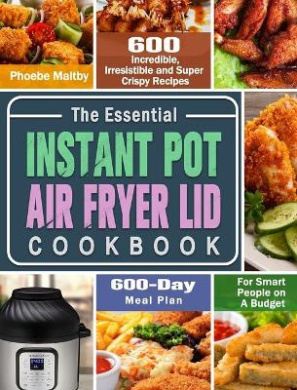 Phoebe Maltby
600
Incredible,
Irresistible and Super
Crispy Recipes
The Essential
INSTANT POT
AIR FRYER LID
COOKBOOK
600-Day
Meal Plan
For Smart
People on
A Budget